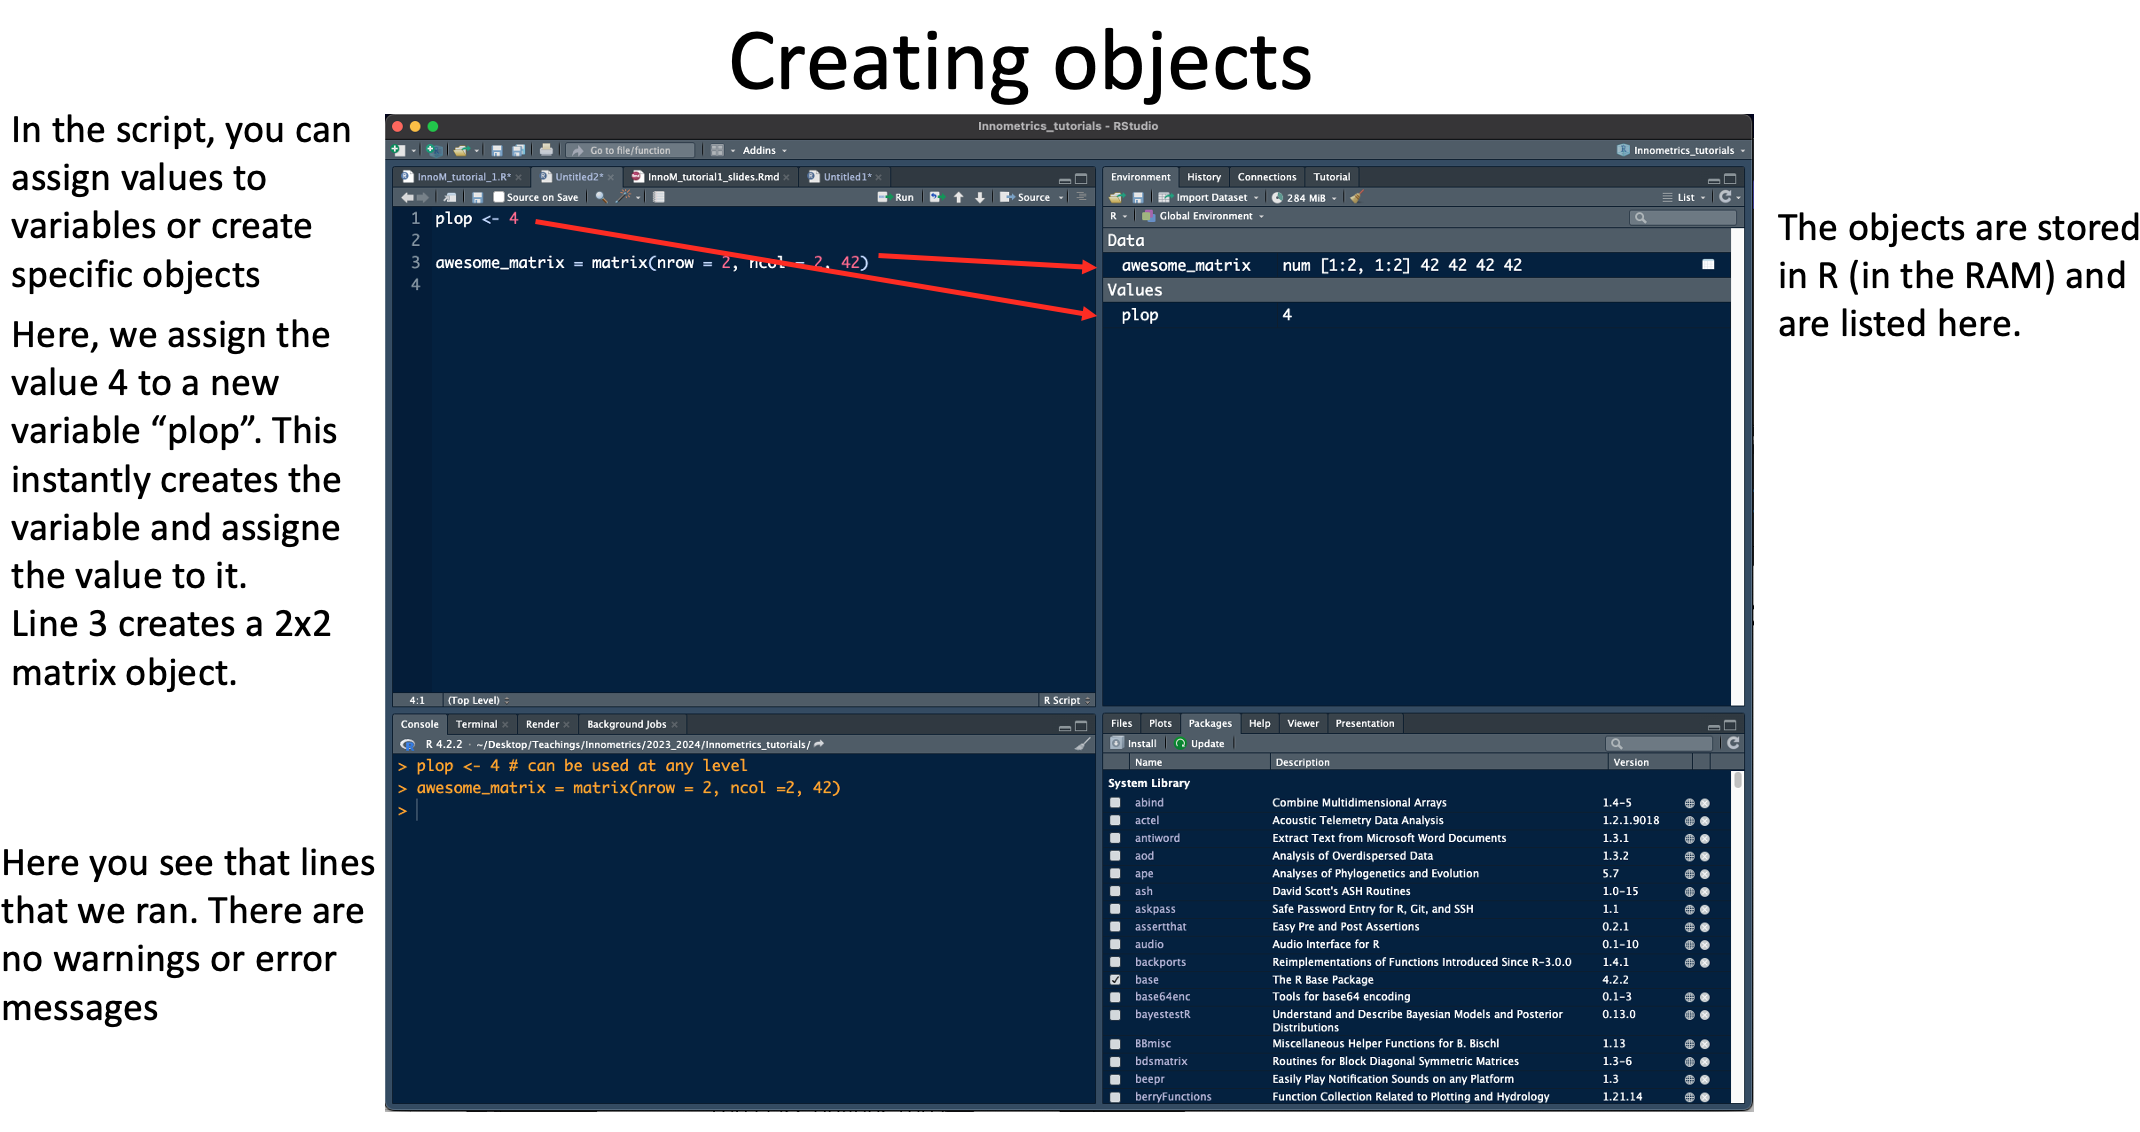 Creating objects
In the script, you can
assign values to
variables or create
specific objects
Here, we assign the
value 4 to a new
variable “plop”. This
instantly creates the
variable and assigne
the value to it.
Line 3 creates a 2x2
matrix object.
Here you see that lines
that we ran. There are
no warnings or error
messages
Innometrics_tutorials - RStudio
Go to file/function Addins Innometrics_tutorials
InnoM_tutorial_1.R* Untitled2* InnoM_tutorial1_slides.Rmd Untitled1*
Source on Save Run Source
1 plop <- 4
2
3 awesome_matrix = matrix(nrow = 2, ncol = 2, 42)
4
4:1 (Top Level) R Script
Console Terminal Render Background Jobs
R 4.2.2 · ~/Desktop/Teachings/Innometrics/2023_2024/Innometrics_tutorials/
> plop <- 4 # can be used at any level
> awesome_matrix = matrix(nrow = 2, ncol =2, 42)
>
Environment History Connections Tutorial
Import Dataset 284 MiB List
R Global Environment
Data
awesome_matrix num [1:2, 1:2] 42 42 42 42
Values
plop 4
Files Plots Packages Help Viewer Presentation
Install Update
Name Description Version
System Library
abind Combine Multidimensional Arrays 1.4-5
actel Acoustic Telemetry Data Analysis 1.2.1.9018
antiword Extract Text from Microsoft Word Documents 1.3.1
aod Analysis of Overdispersed Data 1.3.2
ape Analyses of Phylogenetics and Evolution 5.7
ash David Scott's ASH Routines 1.0-15
askpass Safe Password Entry for R, Git, and SSH 1.1
assertthat Easy Pre and Post Assertions 0.2.1
audio Audio Interface for R 0.1-10
backports Reimplementations of Functions Introduced Since R-3.0.0 1.4.1
base The R Base Package 4.2.2
base64enc Tools for base64 encoding 0.1-3
bayestestR Understand and Describe Bayesian Models and Posterior 0.13.0
Distributions
BBmisc Miscellaneous Helper Functions for B. Bischl 1.13
bdsmatrix Routines for Block Diagonal Symmetric Matrices 1.3-6
beepr Easily Play Notification Sounds on any Platform 1.3
berryFunctions Function Collection Related to Plotting and Hydrology 1.21.14
The objects are stored
in R (in the RAM) and
are listed here.